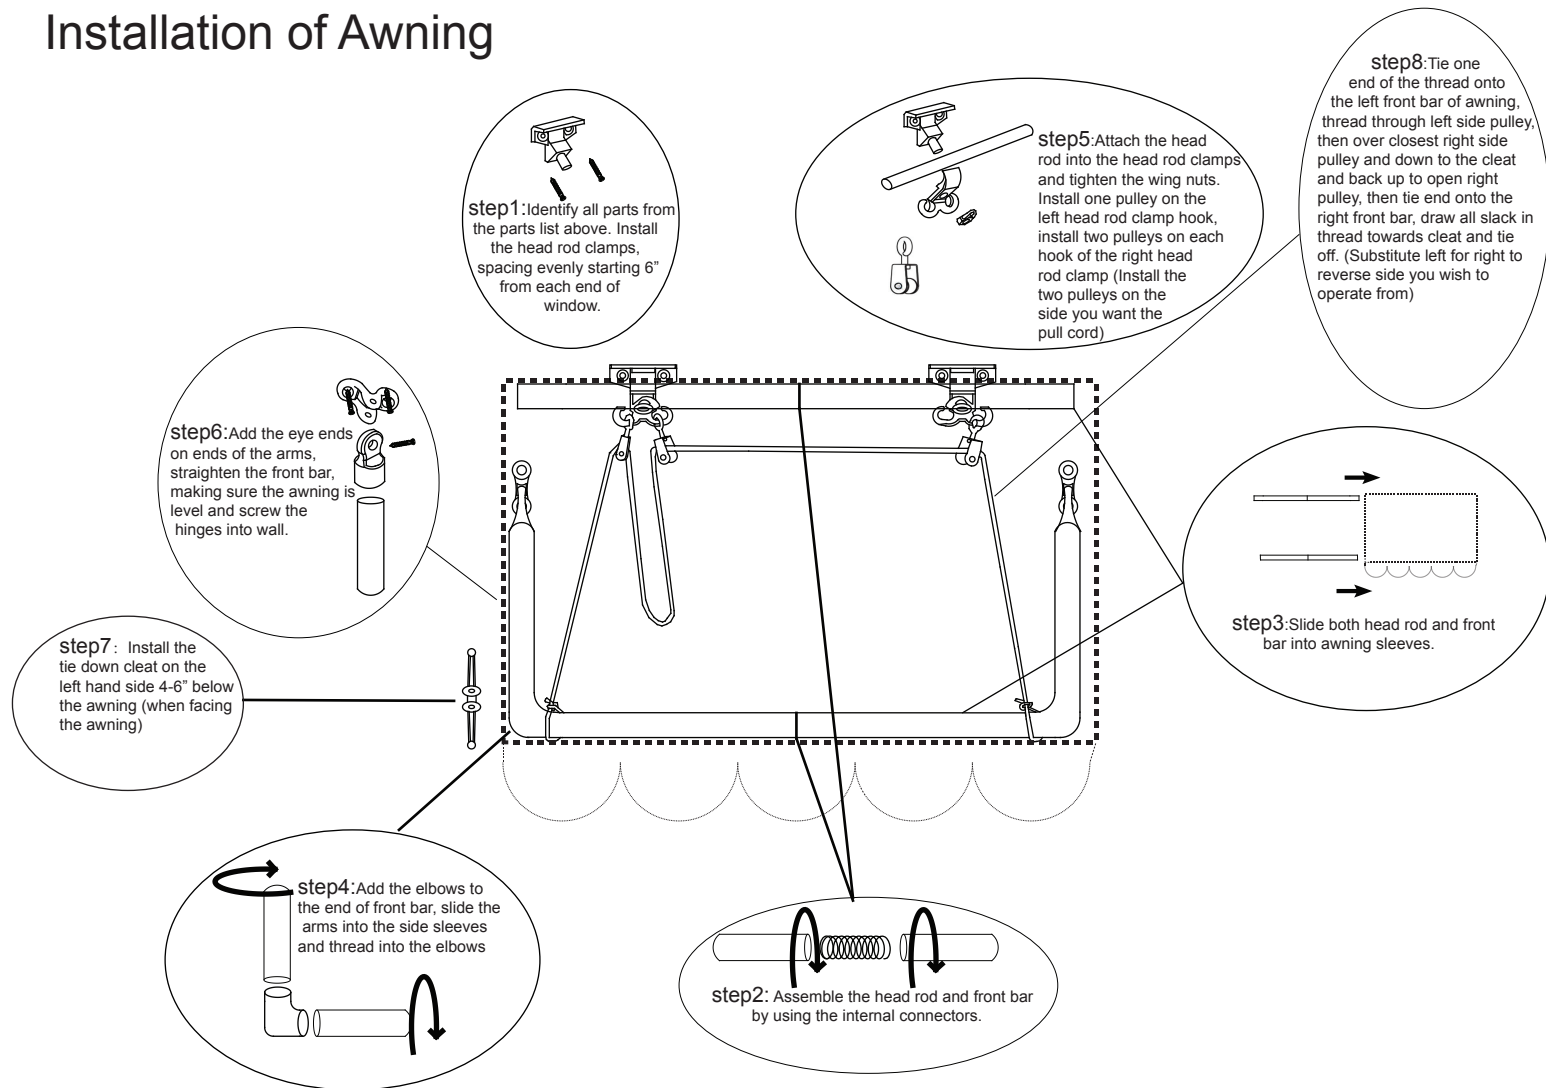 Installation of Awning
step1:Identify all parts from
the parts list above. Install
the head rod clamps,
spacing evenly starting 6”
from each end of
window.
step5:Attach the head
rod into the head rod clamps
and tighten the wing nuts.
Install one pulley on the
left head rod clamp hook,
install two pulleys on each
hook of the right head
rod clamp (Install the
two pulleys on the
side you want the
pull cord)
step8:Tie one
end of the thread onto
the left front bar of awning,
thread through left side pulley,
then over closest right side
pulley and down to the cleat
and back up to open right
pulley, then tie end onto the
right front bar, draw all slack in
thread towards cleat and tie
off. (Substitute left for right to
reverse side you wish to
operate from)
step6:Add the eye ends
on ends of the arms,
straighten the front bar,
making sure the awning is
level and screw the
hinges into wall.
step3:Slide both head rod and front
bar into awning sleeves.
step7: Install the
tie down cleat on the
left hand side 4-6” below
the awning (when facing
the awning)
step4:Add the elbows to
the end of front bar, slide the
arms into the side sleeves
and thread into the elbows
step2: Assemble the head rod and front bar
by using the internal connectors.